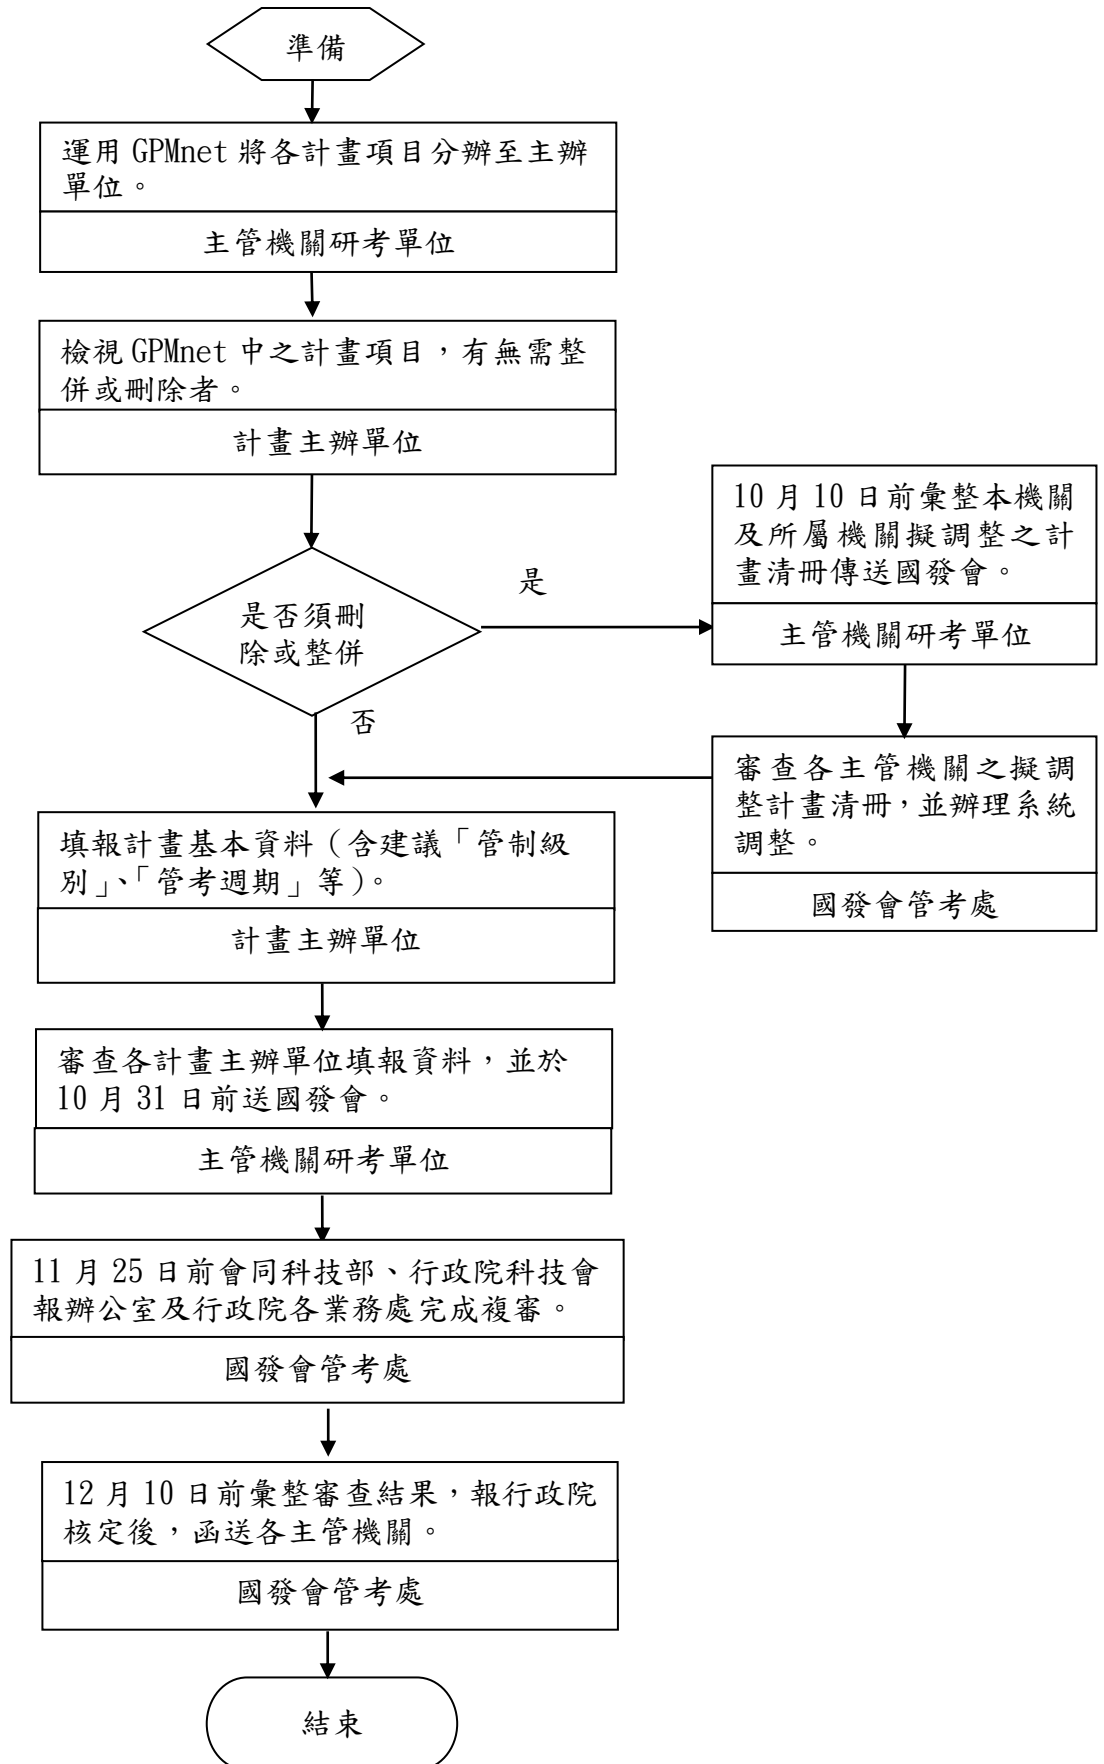 準備
運用 GPMnet 將各計畫項目分辦至主辦
單位。
主管機關研考單位
檢視 GPMnet 中之計畫項目，有無需整
併或刪除者。
計畫主辦單位
是否須刪
除或整併
是
10 月 10 日前彙整本機關
及所屬機關擬調整之計
畫清冊傳送國發會。
主管機關研考單位
否
審查各主管機關之擬調
整計畫清冊，並辦理系統
調整。
國發會管考處
填報計畫基本資料（含建議「管制級
別」、「管考週期」等）。
計畫主辦單位
審查各計畫主辦單位填報資料，並於
10 月 31 日前送國發會。
主管機關研考單位
11 月 25 日前會同科技部、行政院科技會
報辦公室及行政院各業務處完成複審。
國發會管考處
12 月 10 日前彙整審查結果，報行政院
核定後，函送各主管機關。
國發會管考處
結束